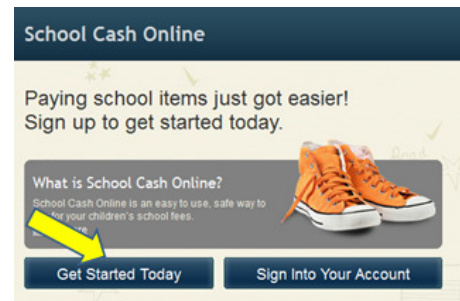 School Cash Online
Paying school items just got easier!
Sign up to get started today.
What is School Cash Online?
School Cash Online is an easy to use, safe way to
for your children's school fees.
Get Started Today
Sign Into Your Account